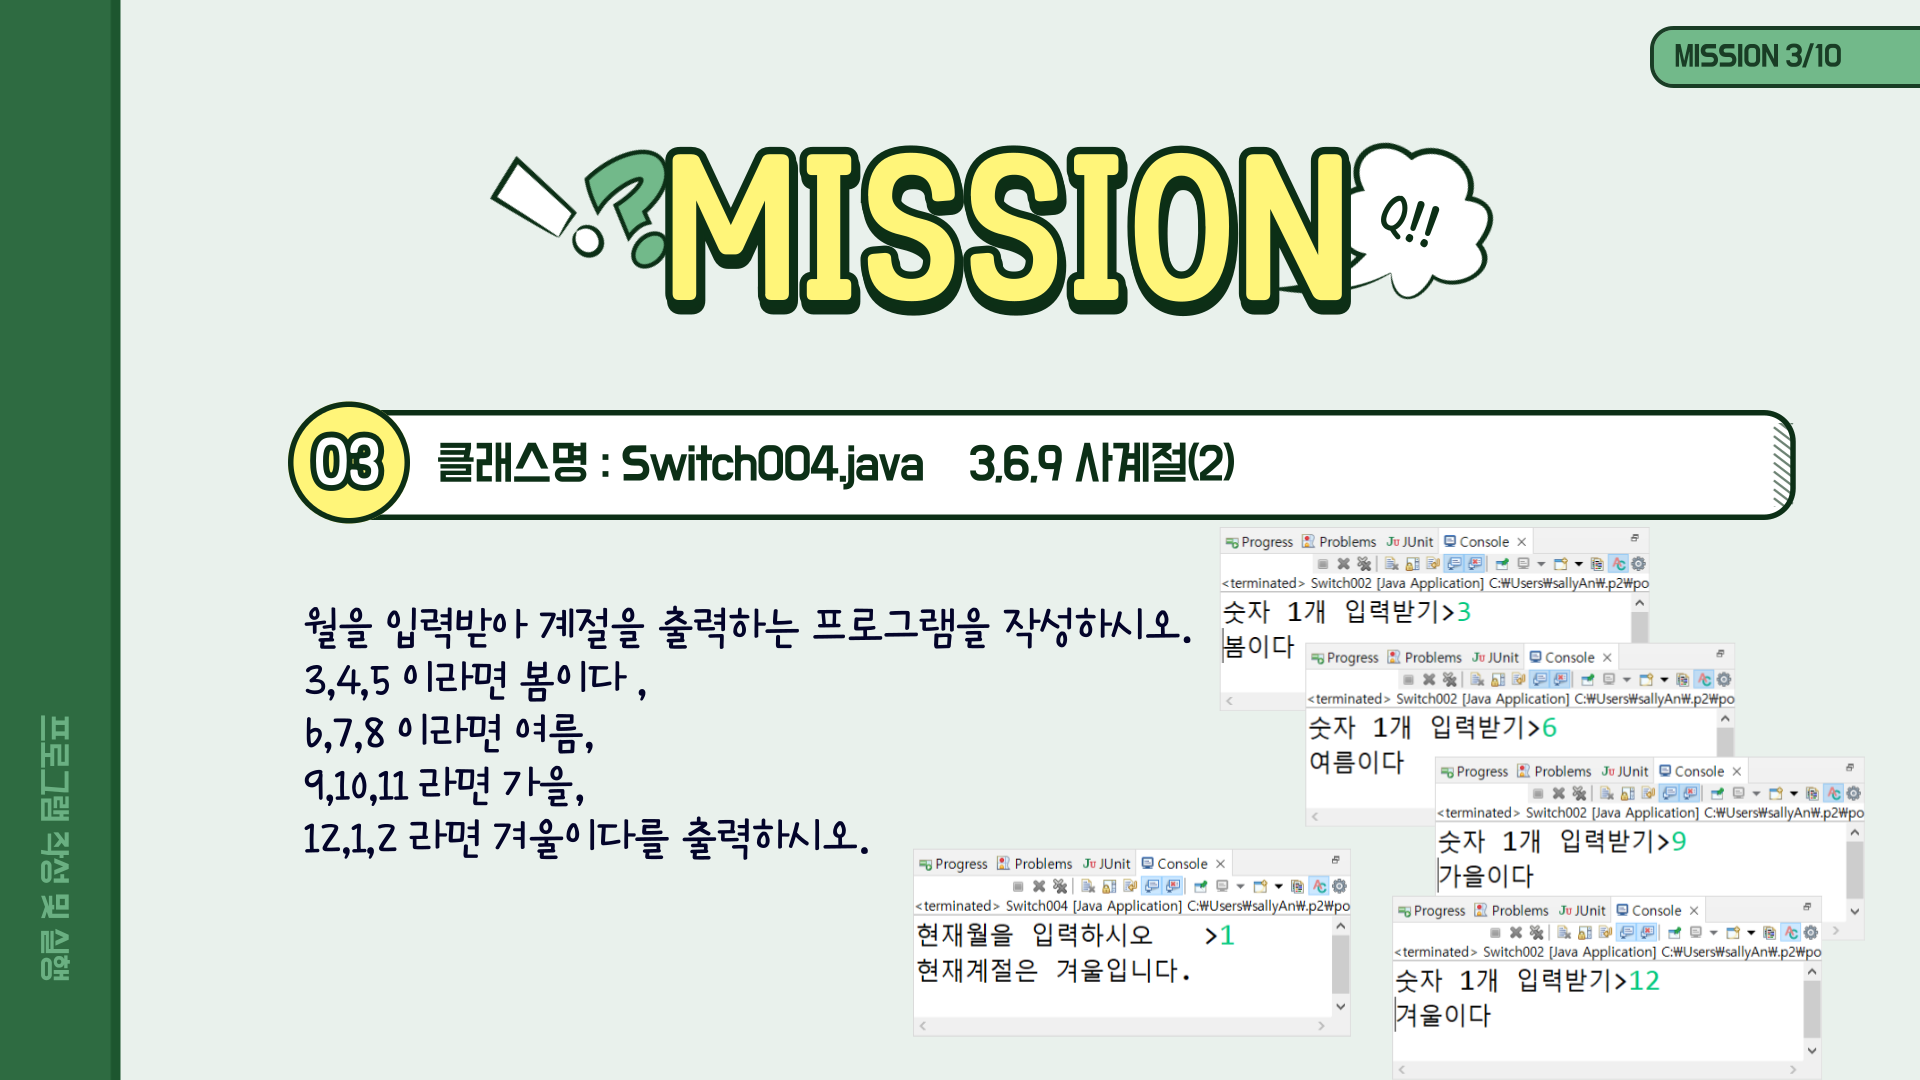 MISSION 3/10
MISSION
Q!!
03
클래스명 : Switch004.java 3,6,9 사계절(2)
월을 입력받아 계절을 출력하는 프로그램을 작성하시오.
3,4,5 이라면 봄이다 ,
6,7,8 이라면 여름,
9,10,11 라면 가을,
12,1,2 라면 겨울이다를 출력하시오.
Progress Problems JUnit Console
<terminated> Switch002 [Java Application] C:₩Users₩sallyAn₩.p2₩po
숫자 1개 입력받기>3
봄이다
Progress Problems JUnit Console
<terminated> Switch002 [Java Application] C:₩Users₩sallyAn₩.p2₩po
숫자 1개 입력받기>6
여름이다
Progress Problems JUnit Console
<terminated> Switch002 [Java Application] C:₩Users₩sallyAn₩.p2₩po
숫자 1개 입력받기>9
가을이다
Progress Problems JUnit Console
<terminated> Switch004 [Java Application] C:₩Users₩sallyAn₩.p2₩po
현재월을 입력하시오 >1
현재계절은 겨울입니다.
Progress Problems JUnit Console
<terminated> Switch002 [Java Application] C:₩Users₩sallyAn₩.p2₩po
숫자 1개 입력받기>12
겨울이다
프로그램 작성 및 실행